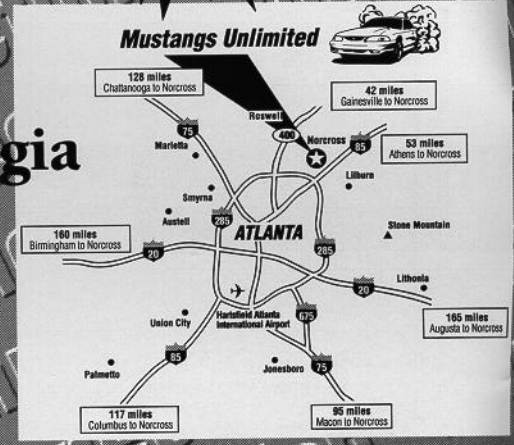 Mustangs Unlimited
128 miles
Chattanooga to Norcross
42 miles
Gainesville to Norcross
Roswell
400
Norcross
75
85
53 miles
Athens to Norcross
Marietta
Lilburn
gia
Smyrna
Austell
285
ATLANTA
Stone Mountain
160 miles
Birmingham to Norcross
20
285
Lithonia
20
Hartsfield Atlanta
International Airport
675
165 miles
Augusta to Norcross
Union City
85
Jonesboro
75
Palmetto
117 miles
Columbus to Norcross
95 miles
Macon to Norcross